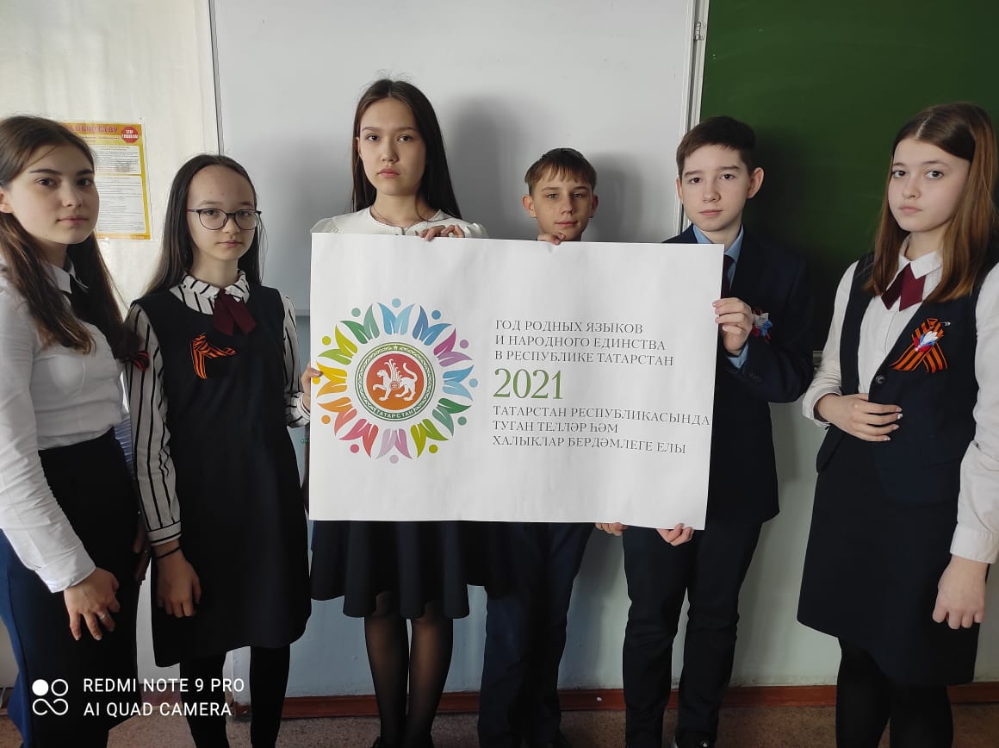 ОБЩЕСТВУ
ГОД РОДНЫХ ЯЗЫКОВ
И НАРОДНОГО ЕДИНСТВА
В РЕСПУБЛИКЕ ТАТАРСТАН
2021
ТАТАРСТАН РЕСПУБЛИКАСЫНДА
ТУГАН ТЕЛЛӘР ҺӘМ
ХАЛЫКЛАР БЕРДӘМЛЕГЕ ЕЛЫ
ТАТАРСТАН
REDMI NOTE 9 PRO
AI QUAD CAMERA